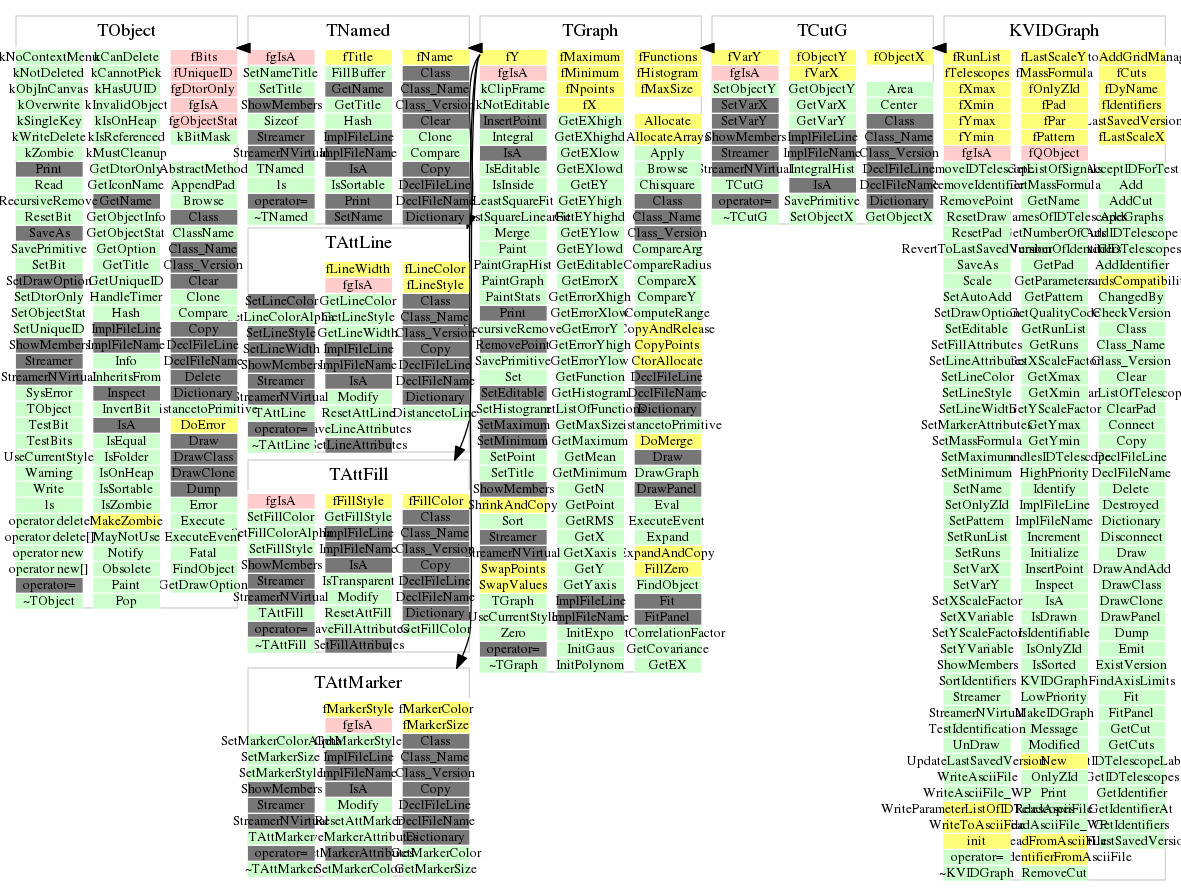 TObject
kNoContextMenu kCanDelete fBits
kNotDeleted kCannotPick fUniqueID
kObjInCanvas kHasUUID fgDtorOnly
kOverwrite kInvalidObject fgIsA
kSingleKey kIsOnHeap fgObjectStat
kWriteDelete kIsReferenced kBitMask
kZombie kMustCleanup
Print GetDtorOnly AbstractMethod
Read GetIconName AppendPad
RecursiveRemove GetName Browse
ResetBit GetObjectInfo Class
SaveAs GetObjectStat ClassName
SavePrimitive GetOption Class_Name
SetBit GetTitle Class_Version
SetDrawOption GetUniqueID Clear
SetDtorOnly HandleTimer Clone
SetObjectStat Hash Compare
SetUniqueID ImplFileLine Copy
ShowMembers ImplFileName DeclFileLine
Streamer Info DeclFileName
StreamerNVirtual InheritsFrom Delete
SysError Inspect Dictionary
TObject InvertBit DistancetoPrimitive
TestBit IsA DoError
TestBits IsEqual Draw
UseCurrentStyle IsFolder DrawClass
Warning IsOnHeap DrawClone
Write IsSortable Dump
ls IsZombie Error
operator delete MakeZombie Execute
operator delete[] MayNotUse ExecuteEvent
operator new Notify Fatal
operator new[] Obsolete FindObject
operator= Paint GetDrawOption
~TObject Pop
TNamed
fgIsA fTitle fName
SetNameTitle FillBuffer Class
SetTitle GetName Class_Name
ShowMembers GetTitle Class_Version
Sizeof Hash Clear
Streamer ImplFileLine Clone
StreamerNVirtual ImplFileName Compare
TNamed IsA Copy
ls IsSortable DeclFileLine
operator= Print DeclFileName
~TNamed SetName Dictionary
TAttLine
fLineWidth fLineColor
fgIsA fLineStyle
SetLineColor GetLineColor Class
SetLineColorAlpha GetLineStyle Class_Name
SetLineStyle GetLineWidth Class_Version
SetLineWidth ImplFileLine Copy
ShowMembers ImplFileName DeclFileLine
Streamer IsA DeclFileName
StreamerNVirtual Modify Dictionary
TAttLine ResetAttLine DistancetoLine
operator= SaveLineAttributes
~TAttLine SetLineAttributes
TAttFill
fgIsA fFillStyle fFillColor
SetFillColor GetFillStyle Class
SetFillColorAlpha ImplFileLine Class_Name
SetFillStyle ImplFileName Class_Version
ShowMembers IsA Copy
Streamer IsTransparent DeclFileLine
StreamerNVirtual Modify DeclFileName
TAttFill ResetAttFill Dictionary
operator= SaveFillAttributes GetFillColor
~TAttFill SetFillAttributes
TAttMarker
fMarkerStyle fMarkerColor
fgIsA fMarkerSize
SetMarkerColorAlpha GetMarkerStyle Class
SetMarkerSize ImplFileLine Class_Name
SetMarkerStyle ImplFileName Class_Version
ShowMembers IsA Copy
Streamer Modify DeclFileLine
StreamerNVirtual ResetAttMarker DeclFileName
TAttMarker SaveMarkerAttributes Dictionary
operator= SetMarkerAttributes GetMarkerColor
~TAttMarker SetMarkerColor GetMarkerSize
TGraph
fY fMaximum fFunctions
fgIsA fMinimum fHistogram
kClipFrame fNpoints fMaxSize
kNotEditable fX
InsertPoint GetEXhigh Allocate
Integral GetEXhighd AllocateArrays
IsA GetEXlow Apply
IsEditable GetEXlowd Browse
IsInside GetEY Chisquare
LeastSquareFit GetEYhigh Class
LeastSquareLinearFit GetEYhighd Class_Name
Merge GetEYlow Class_Version
Paint GetEYlowd CompareArg
PaintGrapHist GetEditable CompareRadius
PaintGraph GetErrorX CompareX
PaintStats GetErrorXhigh CompareY
Print GetErrorXlow ComputeRange
RecursiveRemove GetErrorY CopyAndRelease
RemovePoint GetErrorYhigh CopyPoints
SavePrimitive GetErrorYlow CtorAllocate
Set GetFunction DeclFileLine
SetEditable GetHistogram DeclFileName
SetHistogram GetListOfFunctions Dictionary
SetMaximum GetMaxSize DistancetoPrimitive
SetMinimum GetMaximum DoMerge
SetPoint GetMean Draw
SetTitle GetMinimum DrawGraph
ShowMembers GetN DrawPanel
ShrinkAndCopy GetPoint Eval
Sort GetRMS ExecuteEvent
Streamer GetX Expand
StreamerNVirtual GetXaxis ExpandAndCopy
SwapPoints GetY FillZero
SwapValues GetYaxis FindObject
TGraph ImplFileLine Fit
UseCurrentStyle ImplFileName FitPanel
Zero InitExpo GetCorrelationFactor
operator= InitGaus GetCovariance
~TGraph InitPolynom GetEX
TCutG
fVarY fObjectY fObjectX
fgIsA fVarX
SetObjectY GetObjectY Area
SetVarX GetVarX Center
SetVarY GetVarY Class
ShowMembers ImplFileLine Class_Name
Streamer ImplFileName Class_Version
StreamerNVirtual IntegralHist DeclFileLine
TCutG IsA DeclFileName
operator= SavePrimitive Dictionary
~TCutG SetObjectX GetObjectX
KVIDGraph
fRunList fLastScaleY
fTelescopes fMassFormula fCuts
fXmax fOnlyZId fDyName
fXmin fPad fIdentifiers
fYmax fPar fLastSavedVersion
fYmin fPattern fLastScaleX
fgIsA fQObject
RemoveIDTelescopes AcceptIDForTest
RemoveIdentifier GetMassFormula Add
RemovePoint AddCut
ResetDraw AddGraphs
ResetPad GetNumberOfCuts AddIDTelescope
RevertToLastSavedVersion GetNumberOfIdentifiers AddIDTelescopes
SaveAs GetPad AddIdentifier
Scale GetParameters
SetAutoAdd GetPattern ChangedBy
SetDrawOption GetQualityCode CheckVersion
SetEditable GetRunList Class
SetFillAttributes GetRuns Class_Name
SetLineAttributes GetXScaleFactor Class_Version
SetLineColor GetXmax Clear
SetLineStyle GetXmin
SetLineWidth GetYScaleFactor ClearPad
SetMarkerAttributes GetYmax Connect
SetMassFormula GetYmin Copy
SetMaximum HandlesIDTelescope DeclFileLine
SetMinimum HighPriority DeclFileName
SetName Identify Delete
SetOnlyZId ImplFileLine Destroyed
SetPattern ImplFileName Dictionary
SetRunList Increment Disconnect
SetRuns Initialize Draw
SetVarX InsertPoint DrawAndAdd
SetVarY Inspect DrawClass
SetXScaleFactor IsA DrawClone
SetXVariable IsDrawn DrawPanel
SetYScaleFactor IsIdentifiable Dump
SetYVariable IsOnlyZId Emit
ShowMembers IsSorted ExistVersion
SortIdentifiers KVIDGraph FindAxisLimits
Streamer LowPriority Fit
StreamerNVirtual MakeIDGraph FitPanel
TestIdentification Message GetCut
UnDraw Modified GetCuts
UpdateLastSavedVersion New
WriteAsciiFile OnlyZId GetIDTelescopes
WriteAsciiFile_WP Print GetIdentifier
ReadAsciiFile GetIdentifierAt
WriteToAsciiFile ReadAsciiFile_WP GetIdentifiers
init ReadFromAsciiFile GetLastSavedVersion
operator=
~KVIDGraph RemoveCut